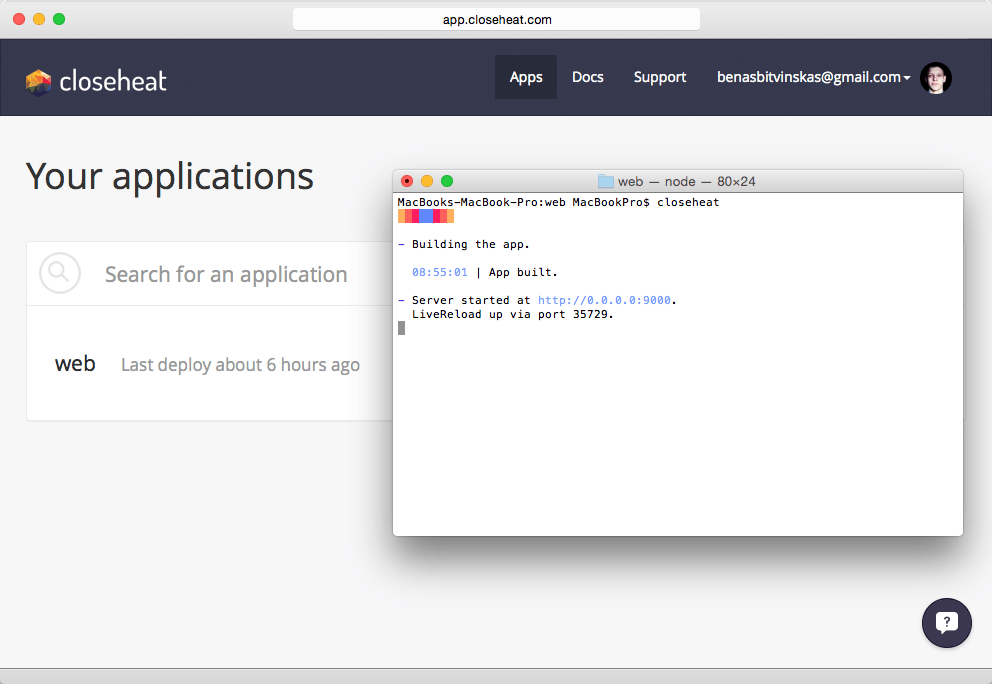 app.closeheat.com
closeheat
Apps
Docs
Support
benasbitvinskas@gmail.com
Your applications
Search for an application
web
Last deploy about 6 hours ago
web — node — 80×24
MacBooks-MacBook-Pro:web MacBookPro$ closeheat
- Building the app.
08:55:01 | App built.
- Server started at http://0.0.0.0:9000.
LiveReload up via port 35729.
?